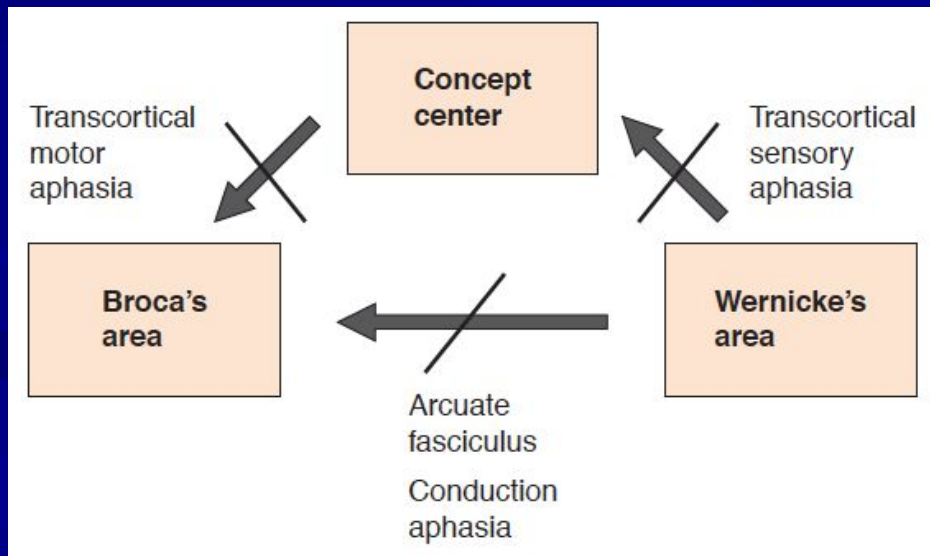 Concept
center
Transcortical
motor
aphasia
Transcortical
sensory
aphasia
Broca's
area
Wernicke's
area
Arcuate
fasciculus
Conduction
aphasia